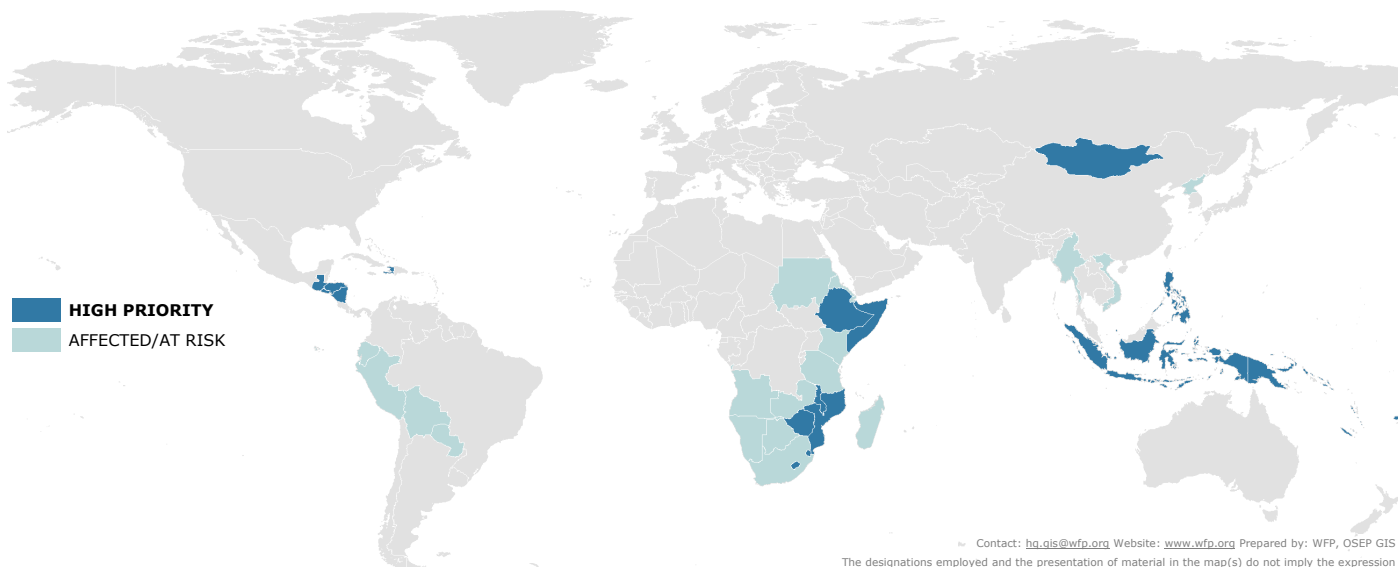 HIGH PRIORITY
AFFECTED/AT RISK
Contact: hq.gis@wfp.org Website: www.wfp.org Prepared by: WFP, OSEP GIS
The designations employed and the presentation of material in the map(s) do not imply the expression